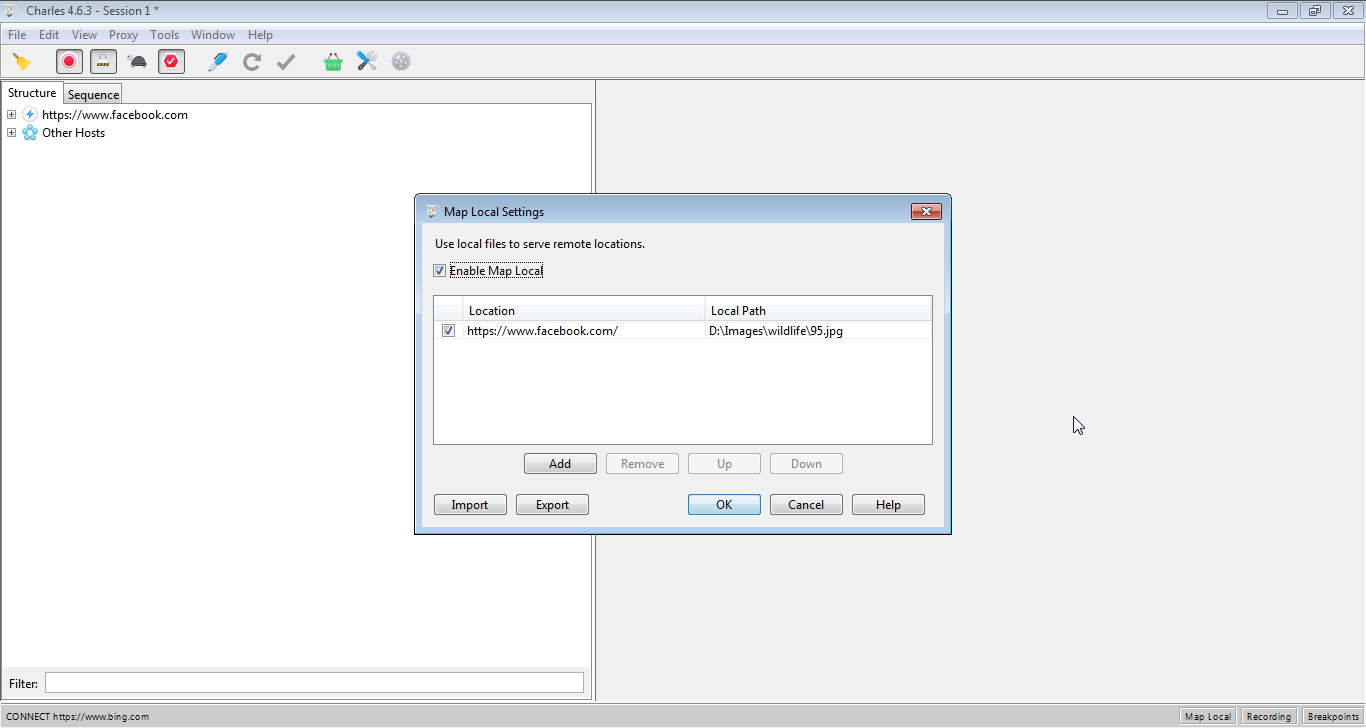 Charles 4.6.3 - Session 1 *
File Edit View Proxy Tools Window Help
Structure Sequence
https://www.facebook.com
Other Hosts
Map Local Settings
Use local files to serve remote locations.
Enable Map Local
Location Local Path
https://www.facebook.com/ D:\Images\wildlife\95.jpg
Add Remove Up Down
Import Export OK Cancel Help
Filter:
CONNECT https://www.bing.com Map Local Recording Breakpoints